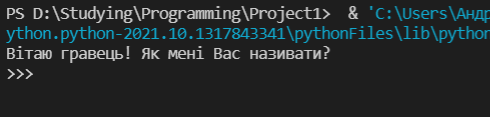 PS D:\Studying\Programming\Project1>  & 'C:\Users\Андр
ython.python-2021.10.1317843341\pythonFiles\lib\python
Вітаю гравець! Як мені Вас називати?
>>>